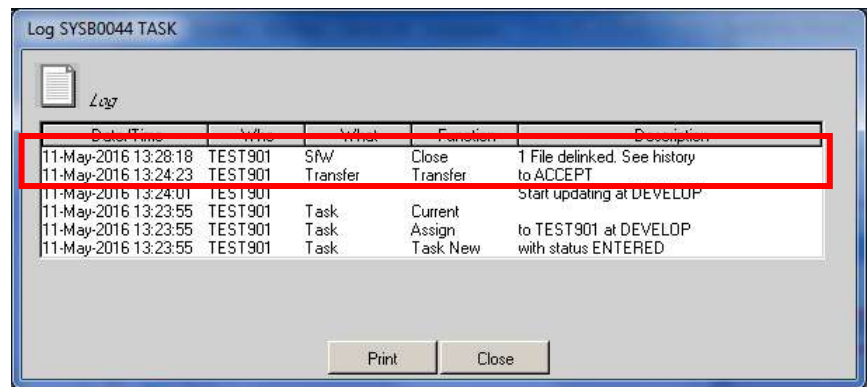 Log SYSB0044 TASK
Log
Date/Time Who What Function Description
11-May-2016 13:28:18 TEST901 SfW Close 1 File delinked. See history
11-May-2016 13:24:23 TEST901 Transfer Transfer to ACCEPT
11-May-2016 13:24:01 TEST901 Start updating at DEVELOP
11-May-2016 13:23:55 TEST901 Task Current
11-May-2016 13:23:55 TEST901 Task Assign to TEST901 at DEVELOP
11-May-2016 13:23:55 TEST901 Task Task New with status ENTERED
Print Close